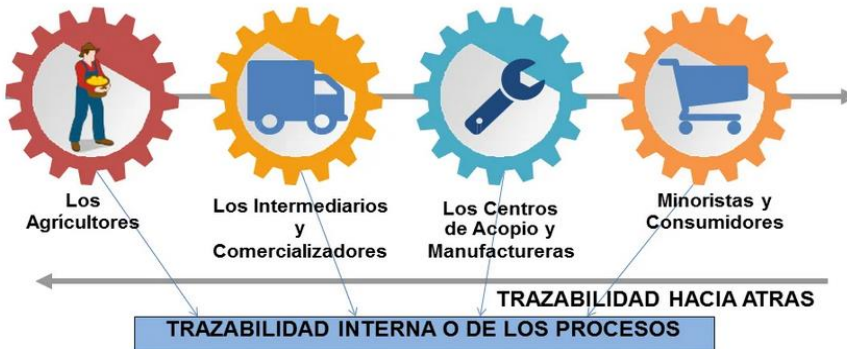 Los
Agrícultores
Los Intermediarios
y
Comercializadores
Los Centros
de Acopio y
Manufactureras
Minoristas y
Consumidores
TRAZABILIDAD HACIA ATRAS
TRAZABILIDAD INTERNA O DE LOS PROCESOS